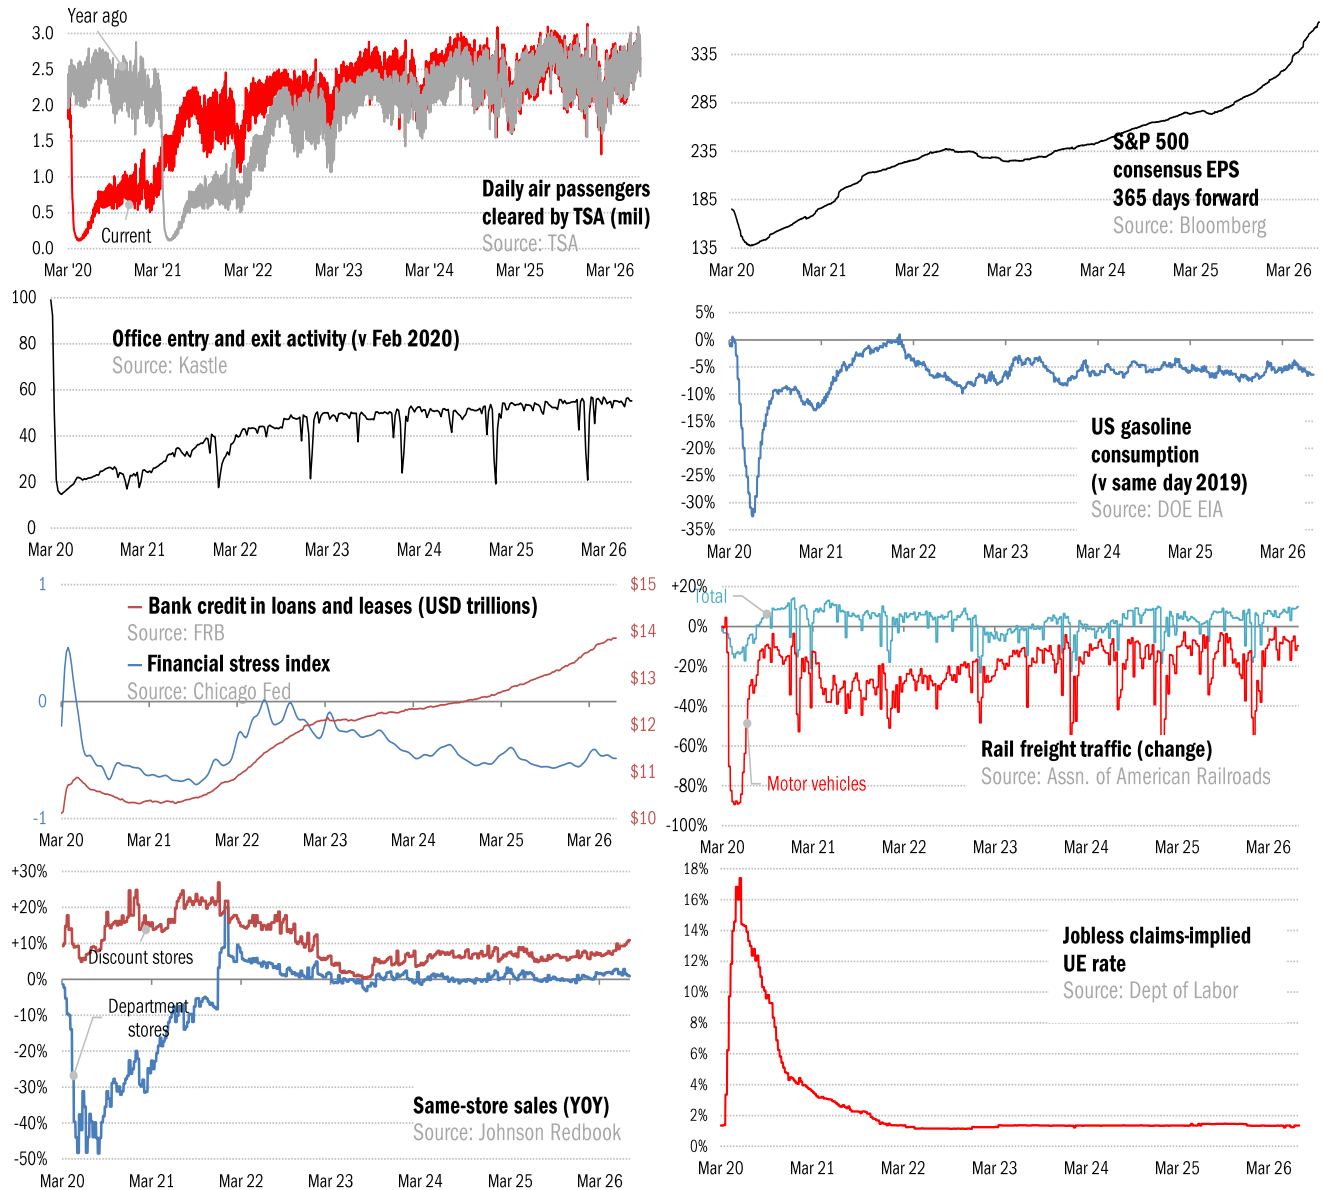 Year ago
3.0
2.5
2.0
1.5
1.0
0.5
0.0
Current
Daily air passengers
cleared by TSA (mil)
Source: TSA
Mar '20 Mar '21 Mar '22 Mar '23 Mar '24 Mar '25 Mar '26
335
285
235
185
135
S&P 500
consensus EPS
365 days forward
Source: Bloomberg
Mar 20 Mar 21 Mar 22 Mar 23 Mar 24 Mar 25 Mar 26
100
80
60
40
20
0
Office entry and exit activity (v Feb 2020)
Source: Kastle
Mar 20 Mar 21 Mar 22 Mar 23 Mar 24 Mar 25 Mar 26
5%
0%
-5%
-10%
-15%
-20%
-25%
-30%
-35%
US gasoline
consumption
(v same day 2019)
Source: DOE EIA
Mar 20 Mar 21 Mar 22 Mar 23 Mar 24 Mar 25 Mar 26
1
0
-1
Bank credit in loans and leases (USD trillions)
Source: FRB
Financial stress index
Source: Chicago Fed
$15
$14
$13
$12
$11
$10
Mar 20 Mar 21 Mar 22 Mar 23 Mar 24 Mar 25 Mar 26
+20%
0%
-20%
-40%
-60%
-80%
-100%
Total
Motor vehicles
Rail freight traffic (change)
Source: Assn. of American Railroads
Mar 20 Mar 21 Mar 22 Mar 23 Mar 24 Mar 25 Mar 26
+30%
+20%
+10%
0%
-10%
-20%
-30%
-40%
-50%
Discount stores
Department
stores
Same-store sales (YOY)
Source: Johnson Redbook
Mar 20 Mar 21 Mar 22 Mar 23 Mar 24 Mar 25 Mar 26
18%
16%
14%
12%
10%
8%
6%
4%
2%
0%
Jobless claims-implied
UE rate
Source: Dept of Labor
Mar 20 Mar 21 Mar 22 Mar 23 Mar 24 Mar 25 Mar 26